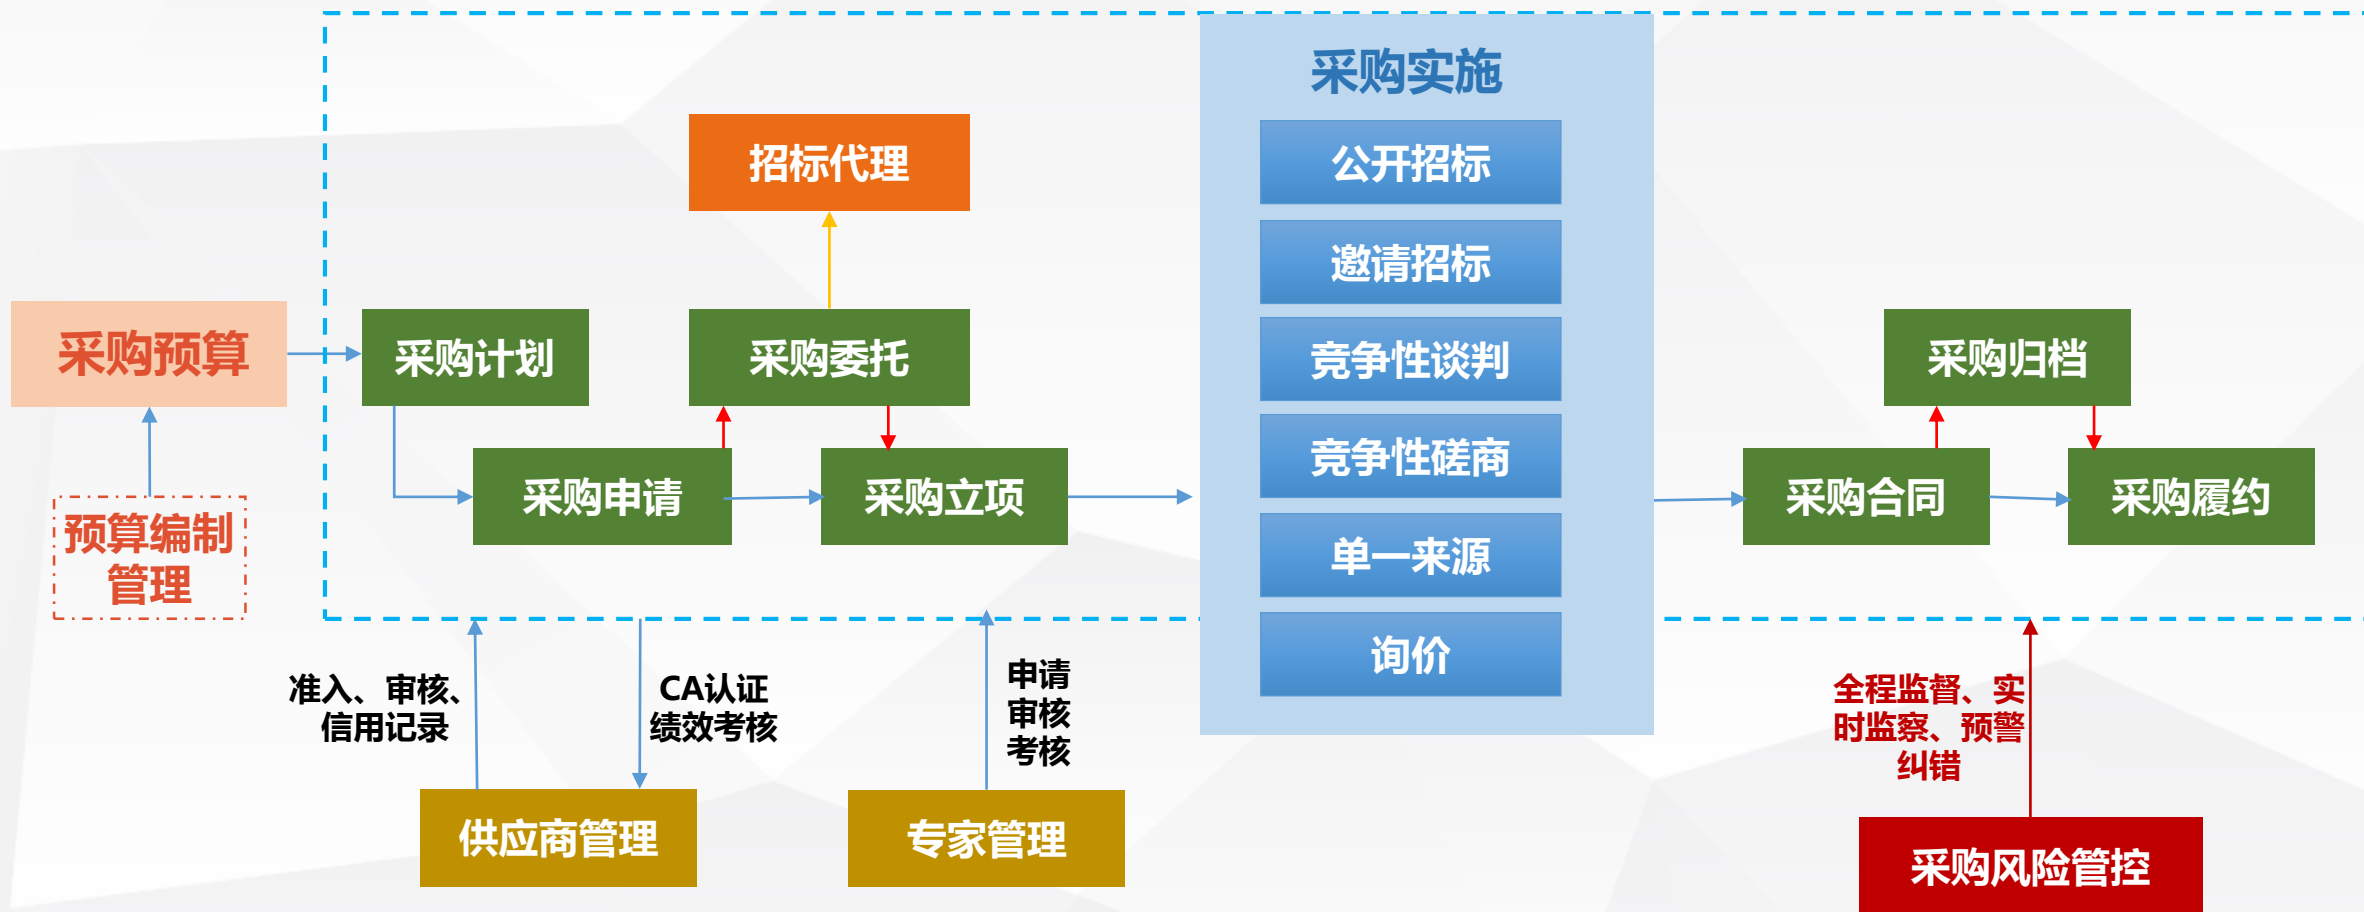 采购实施
公开招标
邀请招标
竞争性谈判
竞争性磋商
单一来源
询价
招标代理
采购预算
采购计划
采购委托
采购归档
预算编制
管理
采购申请
采购立项
采购合同
采购履约
准入、审核、
信用记录
CA认证
绩效考核
申请
审核
考核
全程监督、实
时监察、预警
纠错
供应商管理
专家管理
采购风险管控